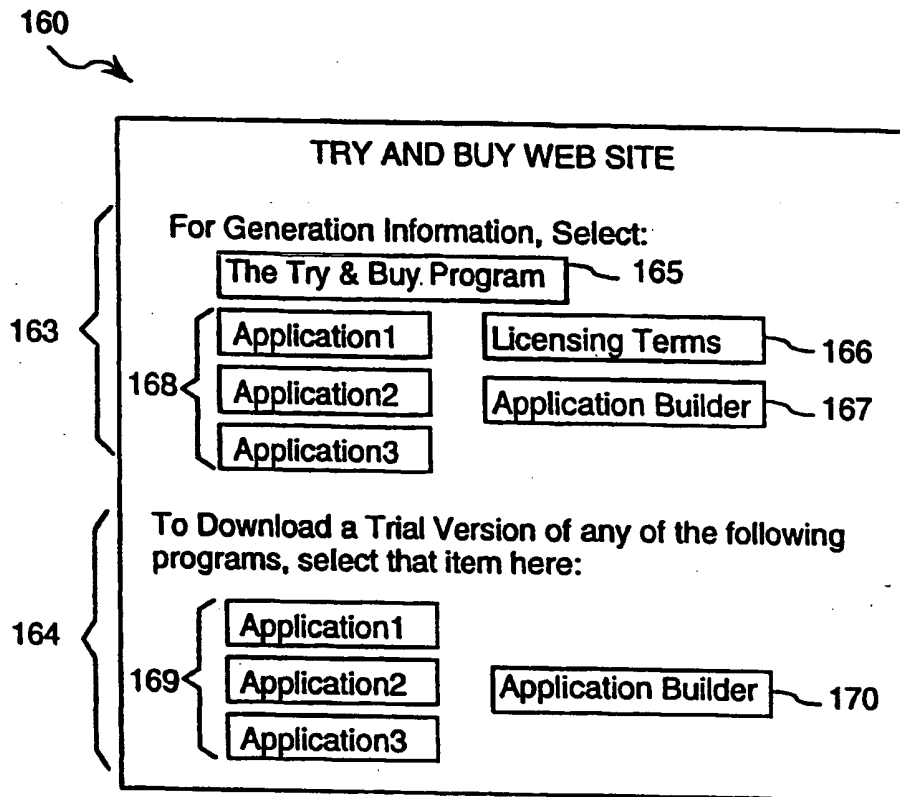 160
TRY AND BUY WEB SITE
For Generation Information, Select:
The Try & Buy Program
165
163
168
Application1
Licensing Terms
166
Application2
Application Builder
167
Application3
To Download a Trial Version of any of the following
programs, select that item here:
164
169
Application1
Application2
Application Builder
170
Application3